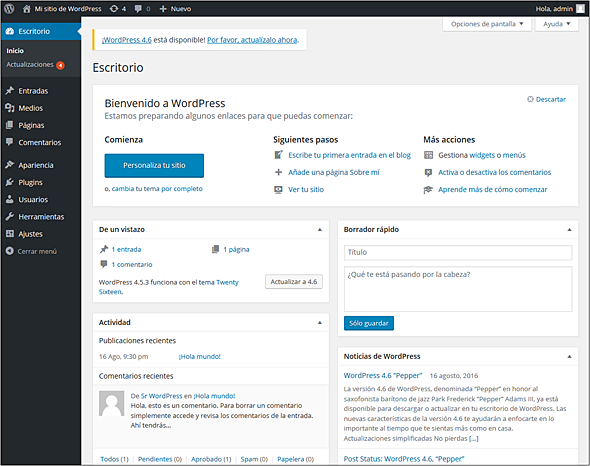 Mi sitio de WordPress 4 0 + Nuevo Hola, admin
Opciones de pantalla Ayuda
Escritorio
Inicio
Actualizaciones 4
Entradas
Medios
Páginas
Comentarios
Apariencia
Plugins
Usuarios
Herramientas
Ajustes
Cerrar menú
¡WordPress 4.6 está disponible! Por favor, actualízalo ahora.
Escritorio
Bienvenido a WordPress
Descartar
Estamos preparando algunos enlaces para que puedas comenzar:
Comienza
Personaliza tu sitio
o, cambia tu tema por completo
Siguientes pasos
Escribe tu primera entrada en el blog
Añade una página Sobre mí
Ver tu sitio
Más acciones
Gestiona widgets o menús
Activa o desactiva los comentarios
Aprende más de cómo comenzar
De un vistazo
1 entrada
1 página
1 comentario
WordPress 4.5.3 funciona con el tema Twenty
Sixteen.
Actualizar a 4.6
Actividad
Publicaciones recientes
16 Ago, 9:30 pm ¡Hola mundo!
Comentarios recientes
De Sr WordPress en ¡Hola mundo!
Hola, esto es un comentario. Para borrar un comentario
simplemente accede y revisa los comentarios de la entrada.
Ahí tendrás...
Todos (1) | Pendientes (0) | Aprobado (1) | Spam (0) | Papelera (0)
Borrador rápido
Título
¿Qué te está pasando por la cabeza?
Sólo guardar
Noticias de WordPress
WordPress 4.6 “Pepper” 16 agosto, 2016
La versión 4.6 de WordPress, denominada “Pepper” en honor al
saxofonista barítono de jazz Park Frederick “Pepper” Adams III, ya está
disponible para descargar o actualizar en tu escritorio de WordPress. Las
nuevas características de la versión 4.6 te ayudarán a enfocarte en lo
importante al tiempo que te sientas más como en casa.
Actualizaciones simplificadas No pierdas [...]
Post Status: WordPress 4.6, “Pepper”